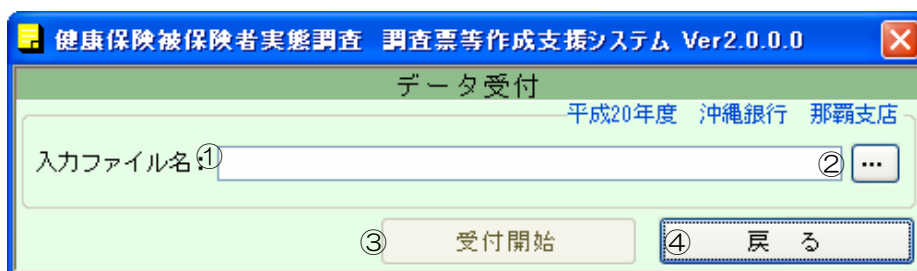 健康保険被保険者実態調査 調査票等作成支援システム Ver2.0.0.0
データ受付
平成20年度 沖縄銀行 那覇支店
入力ファイル名:① ② ...
③ 受付開始 ④ 戻 る